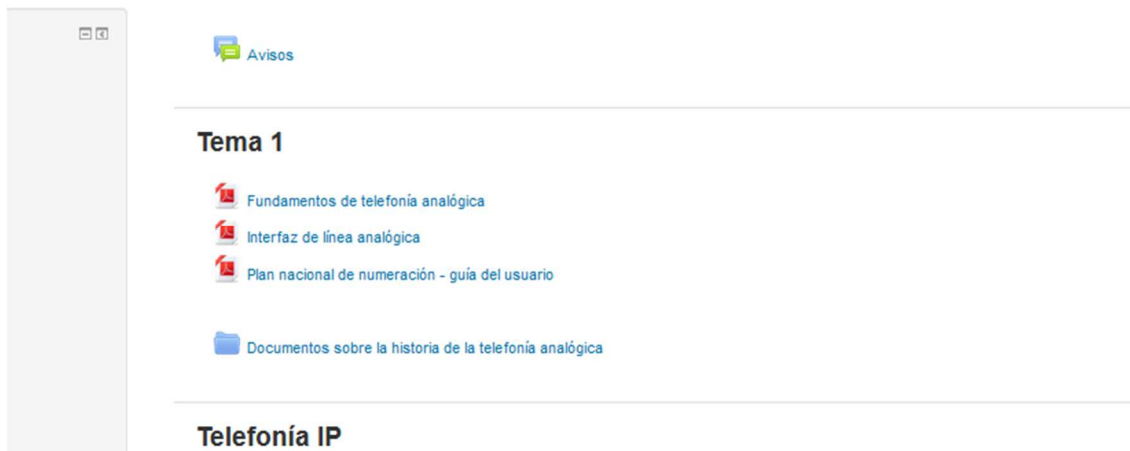 Avisos
Tema 1
Fundamentos de telefonía analógica
Interfaz de línea analógica
Plan nacional de numeración - guía del usuario
Documentos sobre la historia de la telefonía analógica
Telefonía IP